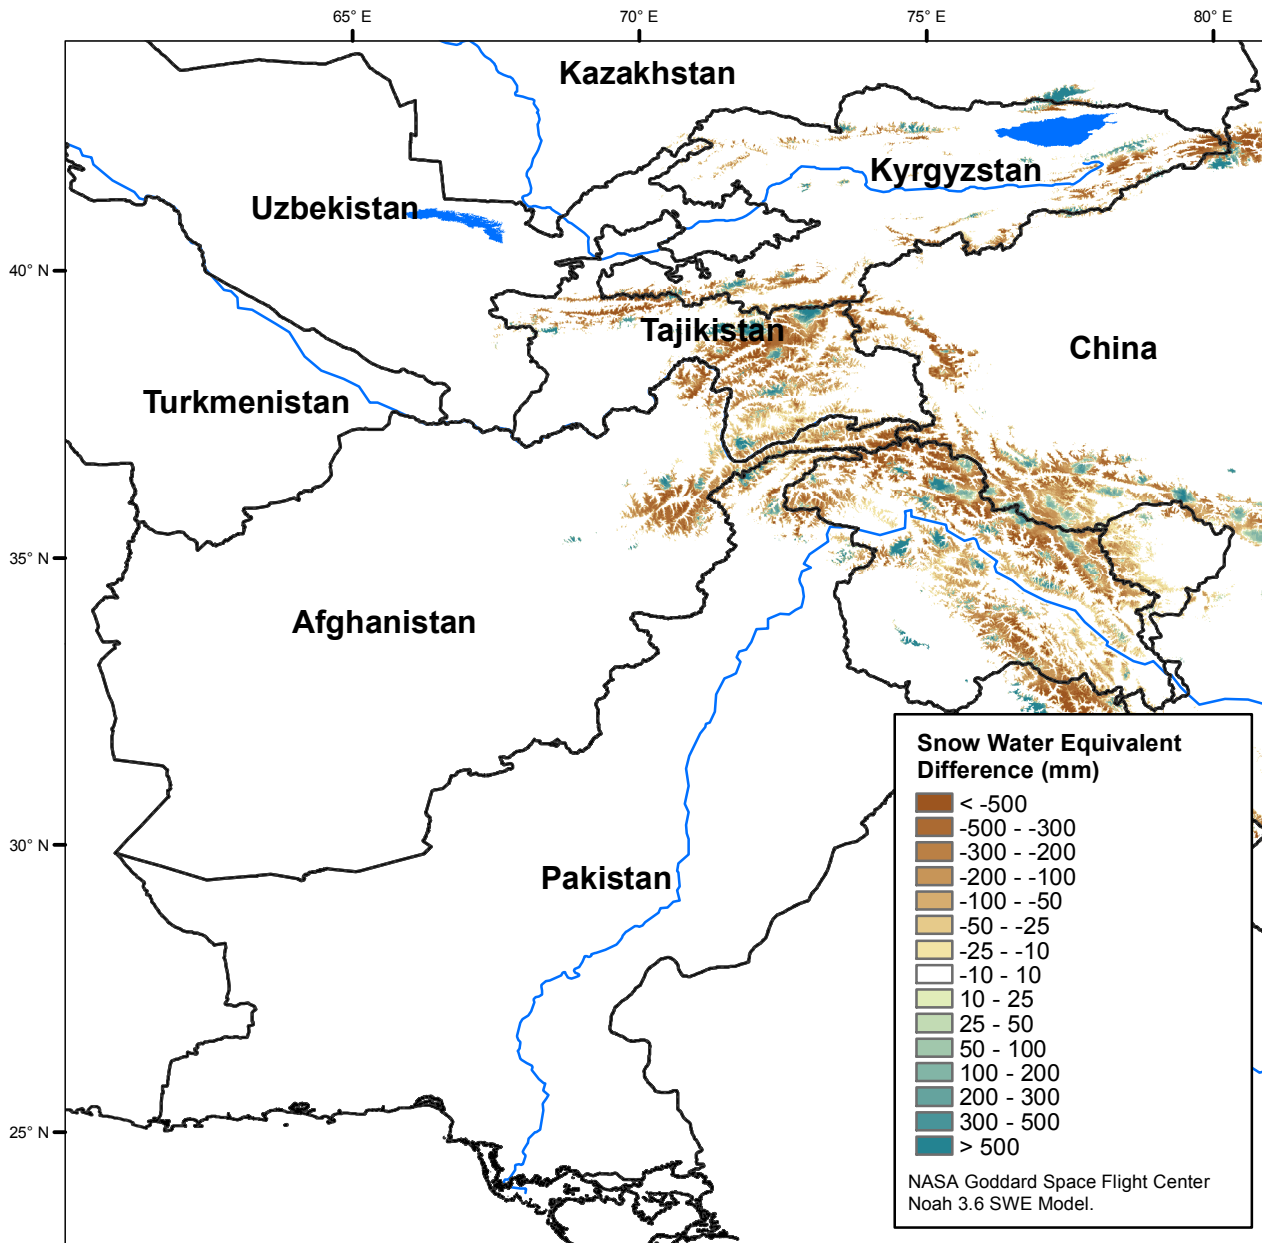 65° E
70° E
75° E
80° E
Kazakhstan
Kyrgyzstan
Uzbekistan
40° N
Tajikistan
China
Turkmenistan
35° N
Afghanistan
30° N
Pakistan
25° N
Snow Water Equivalent
Difference (mm)
< -500
-500 - -300
-300 - -200
-200 - -100
-100 - -50
-50 - -25
-25 - -10
-10 - 10
10 - 25
25 - 50
50 - 100
100 - 200
200 - 300
300 - 500
> 500
NASA Goddard Space Flight Center
Noah 3.6 SWE Model.